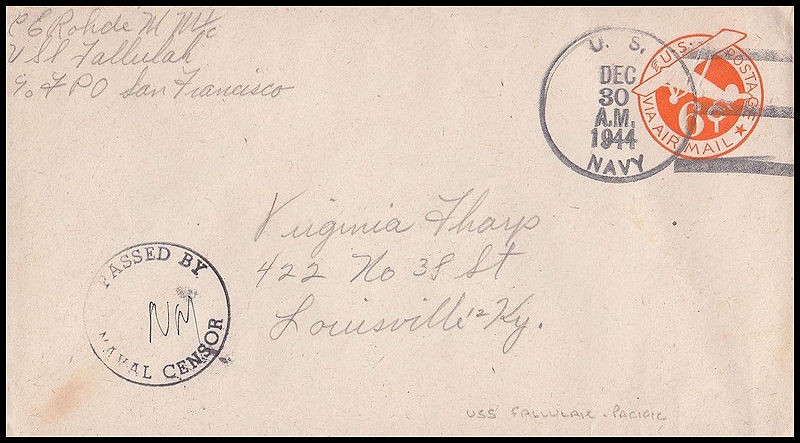 C E Rohde M M 1/c
USS Tallulah
c/o F P O San Francisco
U. S.
DEC
30
A.M.
1944
NAVY
U.S. POSTAGE
6¢
VIA AIR MAIL
Virginia Tharp
422 No 38 St
Louisville 12 Ky.
PASSED BY
NM
NAVAL CENSOR
USS TALLULAH - PACIFIC